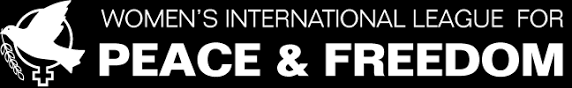 WOMEN'S INTERNATIONAL LEAGUE FOR
PEACE & FREEDOM